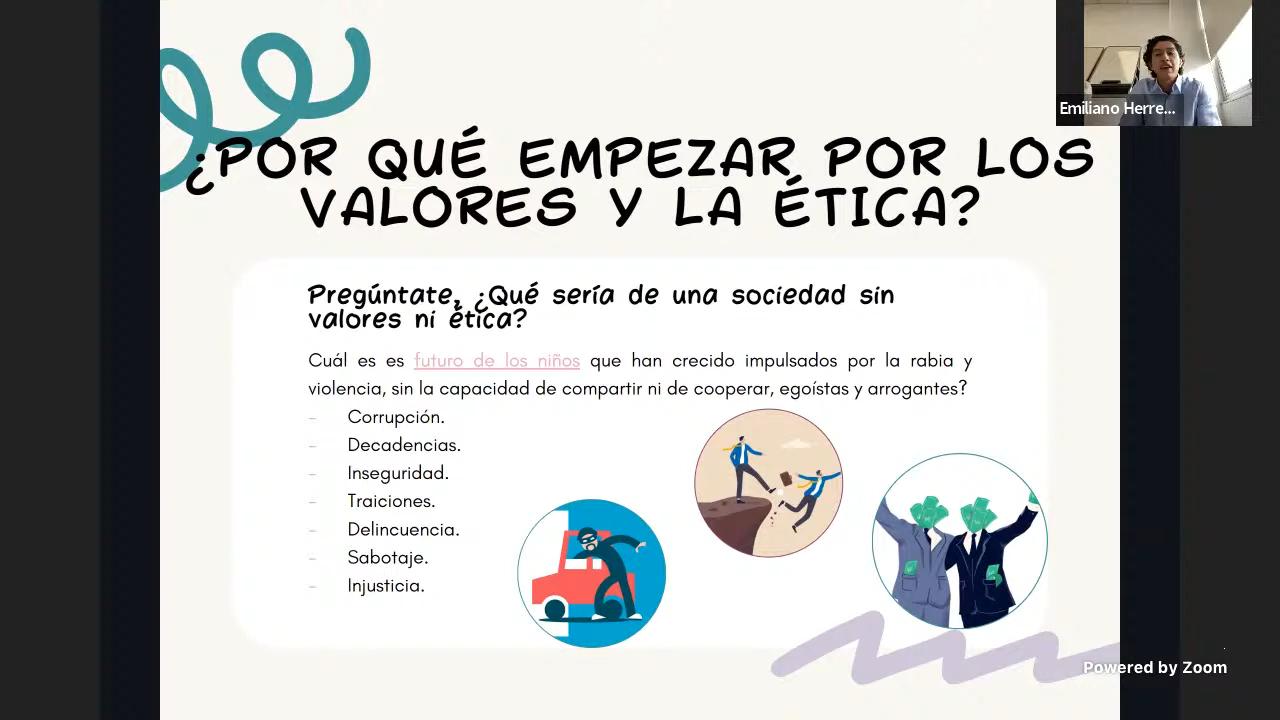 Emiliano Herre...
¿POR QUÉ EMPEZAR POR LOS
VALORES Y LA ÉTICA?
Pregúntate, ¿Qué sería de una sociedad sin
valores ni ética?
Cuál es es futuro de los niños que han crecido impulsados por la rabia y
violencia, sin la capacidad de compartir ni de cooperar, egoístas y arrogantes?
- Corrupción.
- Decadencias.
- Inseguridad.
- Traiciones.
- Delincuencia.
- Sabotaje.
- Injusticia.
Powered by Zoom